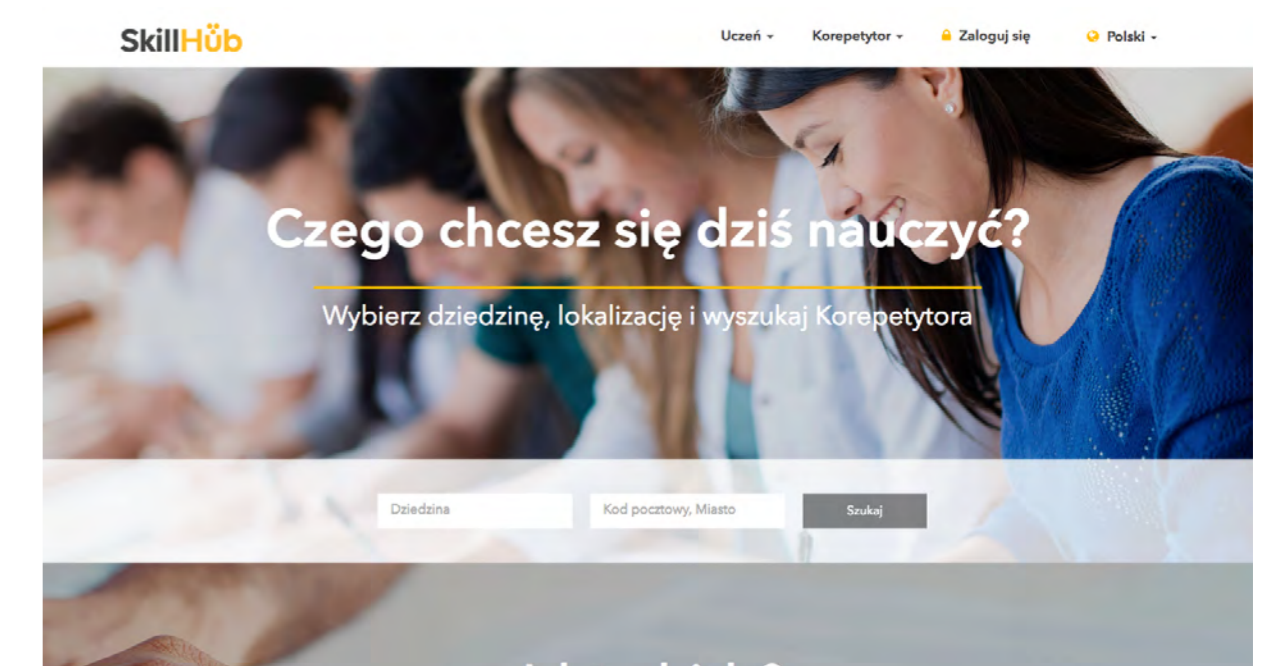 SkillHüb
Uczeń
Korepetytor
Zaloguj się
Polski
Czego chcesz się dziś nauczyć?
Wybierz dziedzinę, lokalizację i wyszukaj Korepetytora
Dziedzina
Kod pocztowy, Miasto
Szukaj